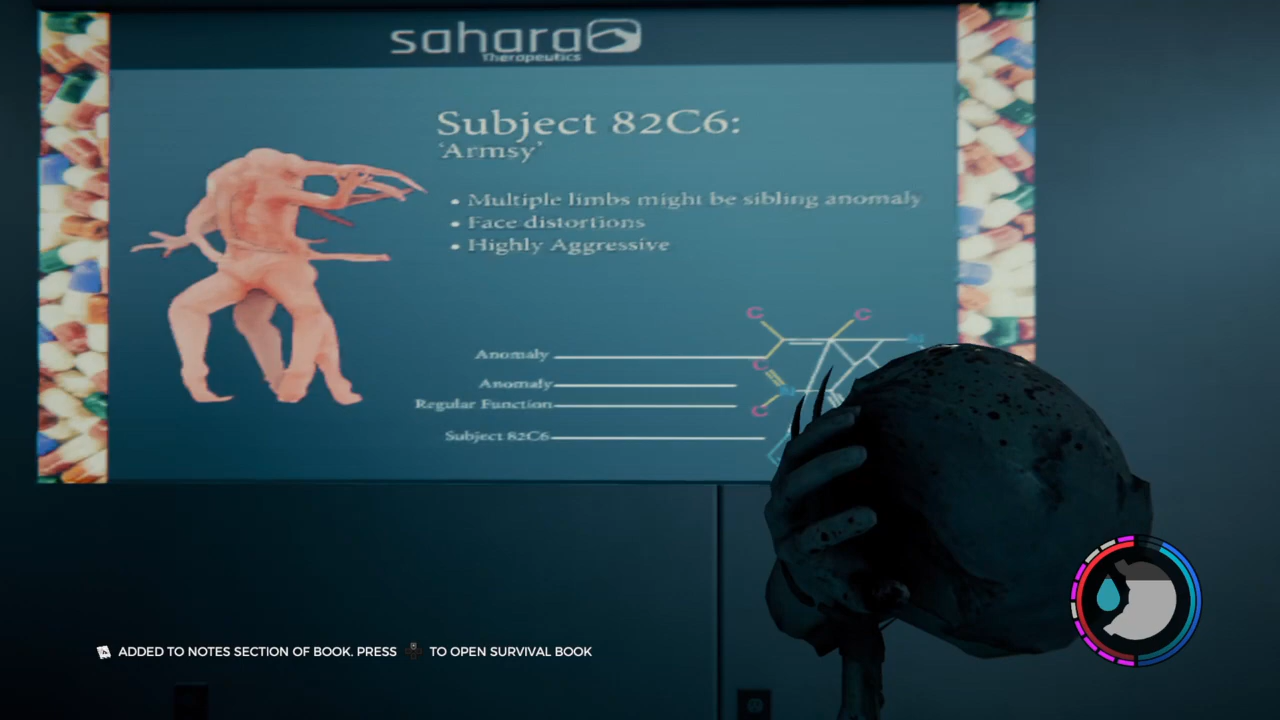 sahara
Therapeutics
Subject 82C6:
'Armsy'
• Multiple limbs might be sibling anomaly
• Face distortions
• Highly Aggressive
C C
Anomaly
C
Anomaly
Regular Function
C
Subject 82C6
ADDED TO NOTES SECTION OF BOOK. PRESS TO OPEN SURVIVAL BOOK